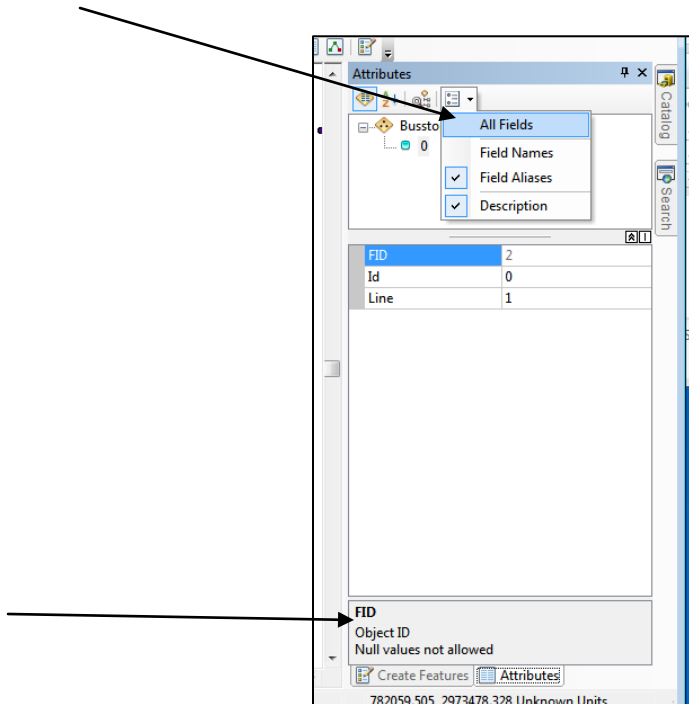 Attributes
Catalog
Search
All Fields
Field Names
Field Aliases
Description
0
FID 2
Id 0
Line 1
FID
Object ID
Null values not allowed
Create Features Attributes
782059.505 2973478.328 Unknown Units